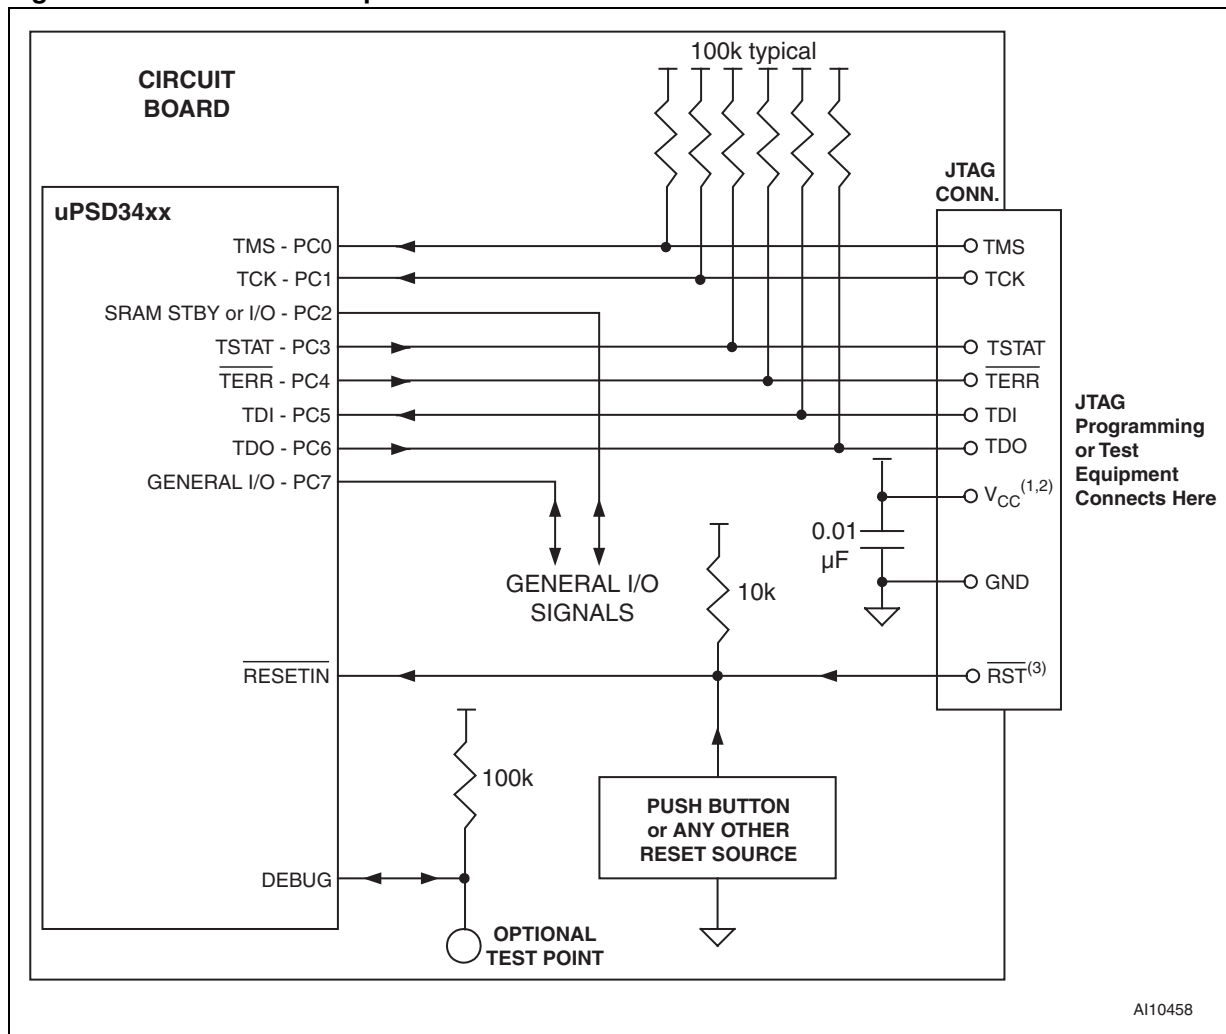 100k typical
CIRCUIT
BOARD
JTAG
CONN.
uPSD34xx
TMS - PC0
TMS
TCK - PC1
TCK
SRAM STBY or I/O - PC2
TSTAT - PC3
TSTAT
TERR - PC4
TERR
TDI - PC5
TDI
TDO - PC6
TDO
GENERAL I/O - PC7
VCC(1,2)
JTAG
Programming
or Test
Equipment
Connects Here
0.01
µF
GENERAL I/O
SIGNALS
10k
GND
RESETIN
RST(3)
100k
PUSH BUTTON
or ANY OTHER
RESET SOURCE
DEBUG
OPTIONAL
TEST POINT
AI10458